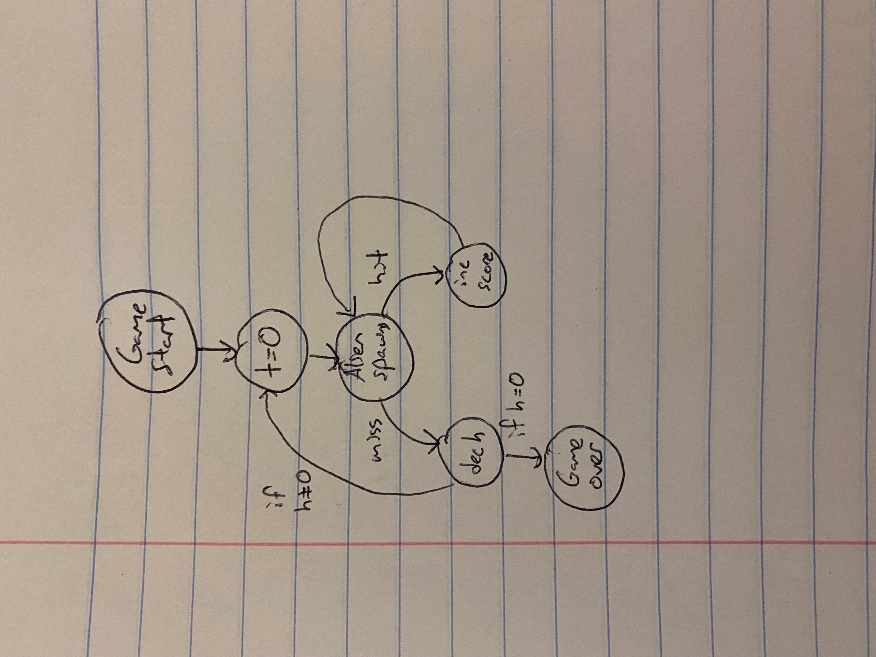 Game
start
t=0
Alien
spawns
hit
miss
inc
score
dec h
if
h≠0
if h=0
Game
over